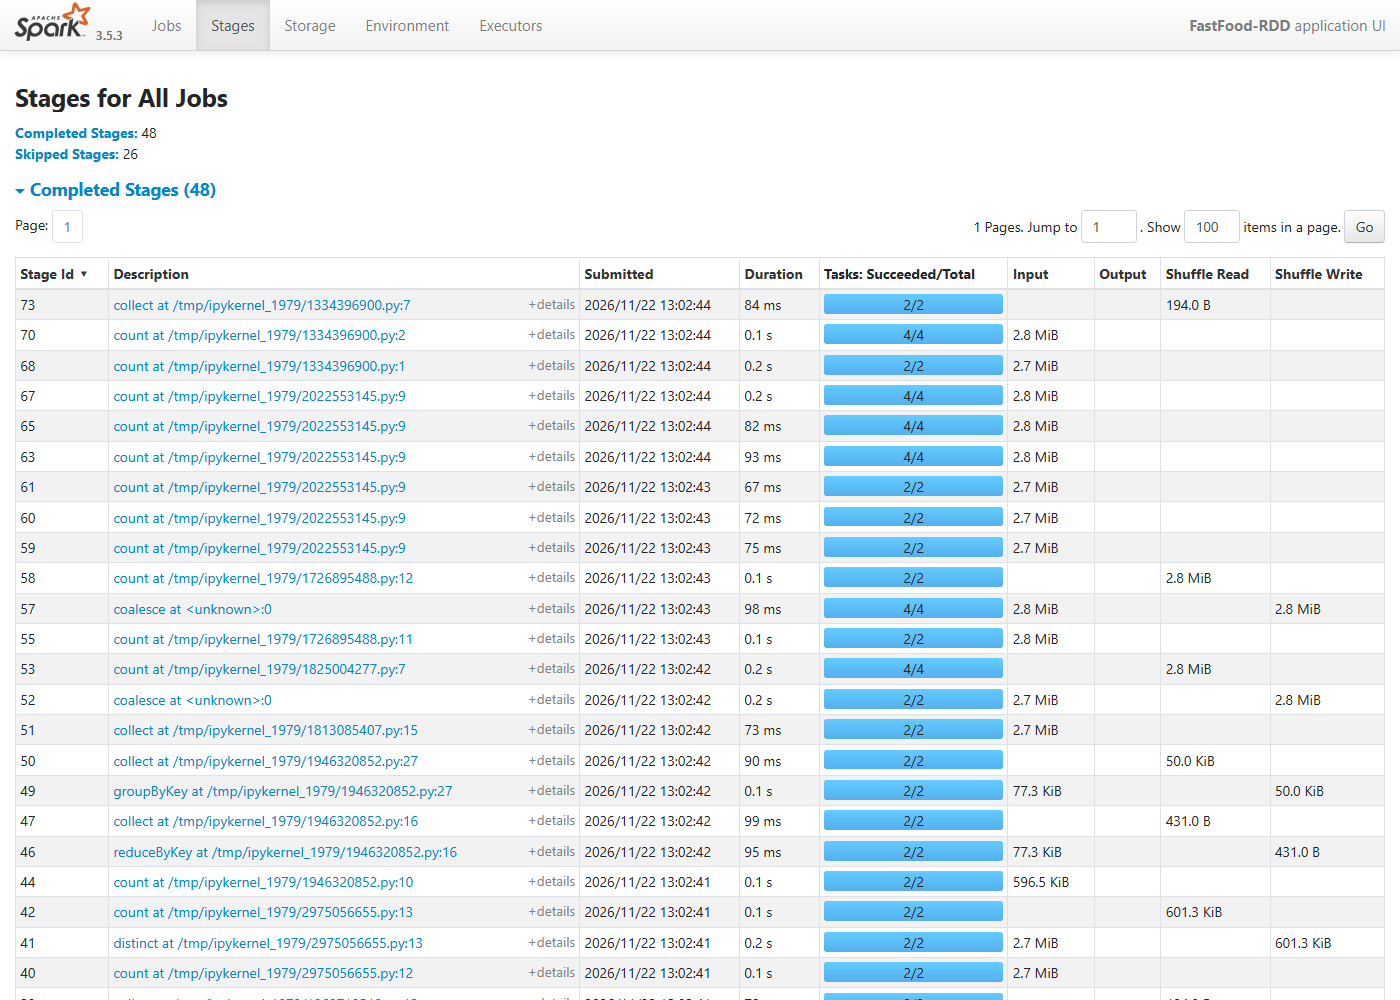 APACHE Spark 3.5.3 Jobs Stages Storage Environment Executors FastFood-RDD application UI
Stages for All Jobs
Completed Stages: 48
Skipped Stages: 26
Completed Stages (48)
Page: 1 1 Pages. Jump to 1 . Show 100 items in a page. Go
Stage Id ▾ Description Submitted Duration Tasks: Succeeded/Total Input Output Shuffle Read Shuffle Write
73 collect at /tmp/ipykernel_1979/1334396900.py:7 +details 2026/11/22 13:02:44 84 ms 2/2 194.0 B
70 count at /tmp/ipykernel_1979/1334396900.py:2 +details 2026/11/22 13:02:44 0.1 s 4/4 2.8 MiB
68 count at /tmp/ipykernel_1979/1334396900.py:1 +details 2026/11/22 13:02:44 0.2 s 2/2 2.7 MiB
67 count at /tmp/ipykernel_1979/2022553145.py:9 +details 2026/11/22 13:02:44 0.2 s 4/4 2.8 MiB
65 count at /tmp/ipykernel_1979/2022553145.py:9 +details 2026/11/22 13:02:44 82 ms 4/4 2.8 MiB
63 count at /tmp/ipykernel_1979/2022553145.py:9 +details 2026/11/22 13:02:44 93 ms 4/4 2.8 MiB
61 count at /tmp/ipykernel_1979/2022553145.py:9 +details 2026/11/22 13:02:43 67 ms 2/2 2.7 MiB
60 count at /tmp/ipykernel_1979/2022553145.py:9 +details 2026/11/22 13:02:43 72 ms 2/2 2.7 MiB
59 count at /tmp/ipykernel_1979/2022553145.py:9 +details 2026/11/22 13:02:43 75 ms 2/2 2.7 MiB
58 count at /tmp/ipykernel_1979/1726895488.py:12 +details 2026/11/22 13:02:43 0.1 s 2/2 2.8 MiB
57 coalesce at <unknown>:0 +details 2026/11/22 13:02:43 98 ms 4/4 2.8 MiB 2.8 MiB
55 count at /tmp/ipykernel_1979/1726895488.py:11 +details 2026/11/22 13:02:43 0.1 s 2/2 2.8 MiB
53 count at /tmp/ipykernel_1979/1825004277.py:7 +details 2026/11/22 13:02:42 0.2 s 4/4 2.8 MiB
52 coalesce at <unknown>:0 +details 2026/11/22 13:02:42 0.2 s 2/2 2.7 MiB 2.8 MiB
51 collect at /tmp/ipykernel_1979/1813085407.py:15 +details 2026/11/22 13:02:42 73 ms 2/2 2.7 MiB
50 collect at /tmp/ipykernel_1979/1946320852.py:27 +details 2026/11/22 13:02:42 90 ms 2/2 50.0 KiB
49 groupByKey at /tmp/ipykernel_1979/1946320852.py:27 +details 2026/11/22 13:02:42 0.1 s 2/2 77.3 KiB 50.0 KiB
47 collect at /tmp/ipykernel_1979/1946320852.py:16 +details 2026/11/22 13:02:42 99 ms 2/2 431.0 B
46 reduceByKey at /tmp/ipykernel_1979/1946320852.py:16 +details 2026/11/22 13:02:42 95 ms 2/2 77.3 KiB 431.0 B
44 count at /tmp/ipykernel_1979/1946320852.py:10 +details 2026/11/22 13:02:41 0.1 s 2/2 596.5 KiB
42 count at /tmp/ipykernel_1979/2975056655.py:13 +details 2026/11/22 13:02:41 0.1 s 2/2 601.3 KiB
41 distinct at /tmp/ipykernel_1979/2975056655.py:13 +details 2026/11/22 13:02:41 0.2 s 2/2 2.7 MiB 601.3 KiB
40 count at /tmp/ipykernel_1979/2975056655.py:12 +details 2026/11/22 13:02:41 0.1 s 2/2 2.7 MiB